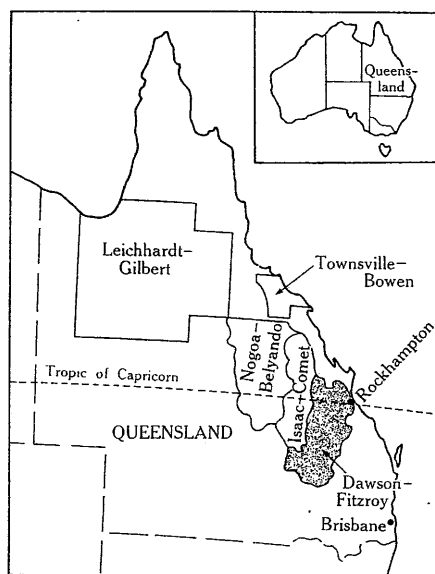 Queens-
land
Leichhardt-
Gilbert
Townsville-
Bowen
Nogoa-
Belyando
Isaac-Comet
Rockhampton
Tropic of Capricorn
QUEENSLAND
Dawson-
Fitzroy
Brisbane